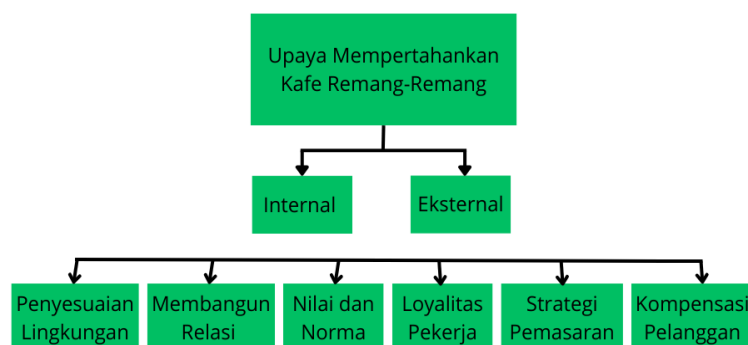 Upaya Mempertahankan
Kafe Remang-Remang
Internal
Eksternal
Penyesuaian
Lingkungan
Membangun
Relasi
Nilai dan
Norma
Loyalitas
Pekerja
Strategi
Pemasaran
Kompensasi
Pelanggan